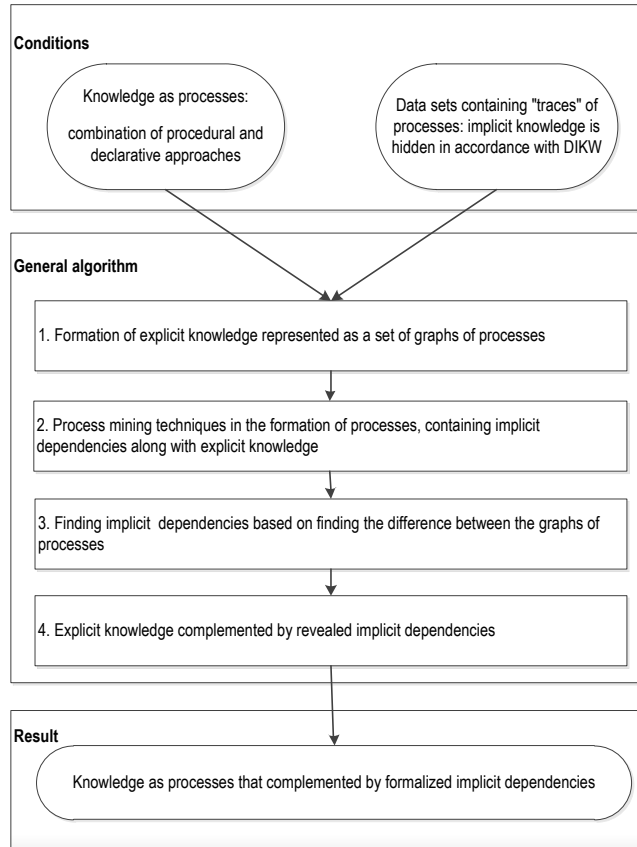 Conditions
Knowledge as processes:
combination of procedural and
declarative approaches
Data sets containing "traces" of
processes: implicit knowledge is
hidden in accordance with DIKW
General algorithm
1. Formation of explicit knowledge represented as a set of graphs of processes
2. Process mining techniques in the formation of processes, containing implicit
dependencies along with explicit knowledge
3. Finding implicit dependencies based on finding the difference between the graphs of
processes
4. Explicit knowledge complemented by revealed implicit dependencies
Result
Knowledge as processes that complemented by formalized implicit dependencies